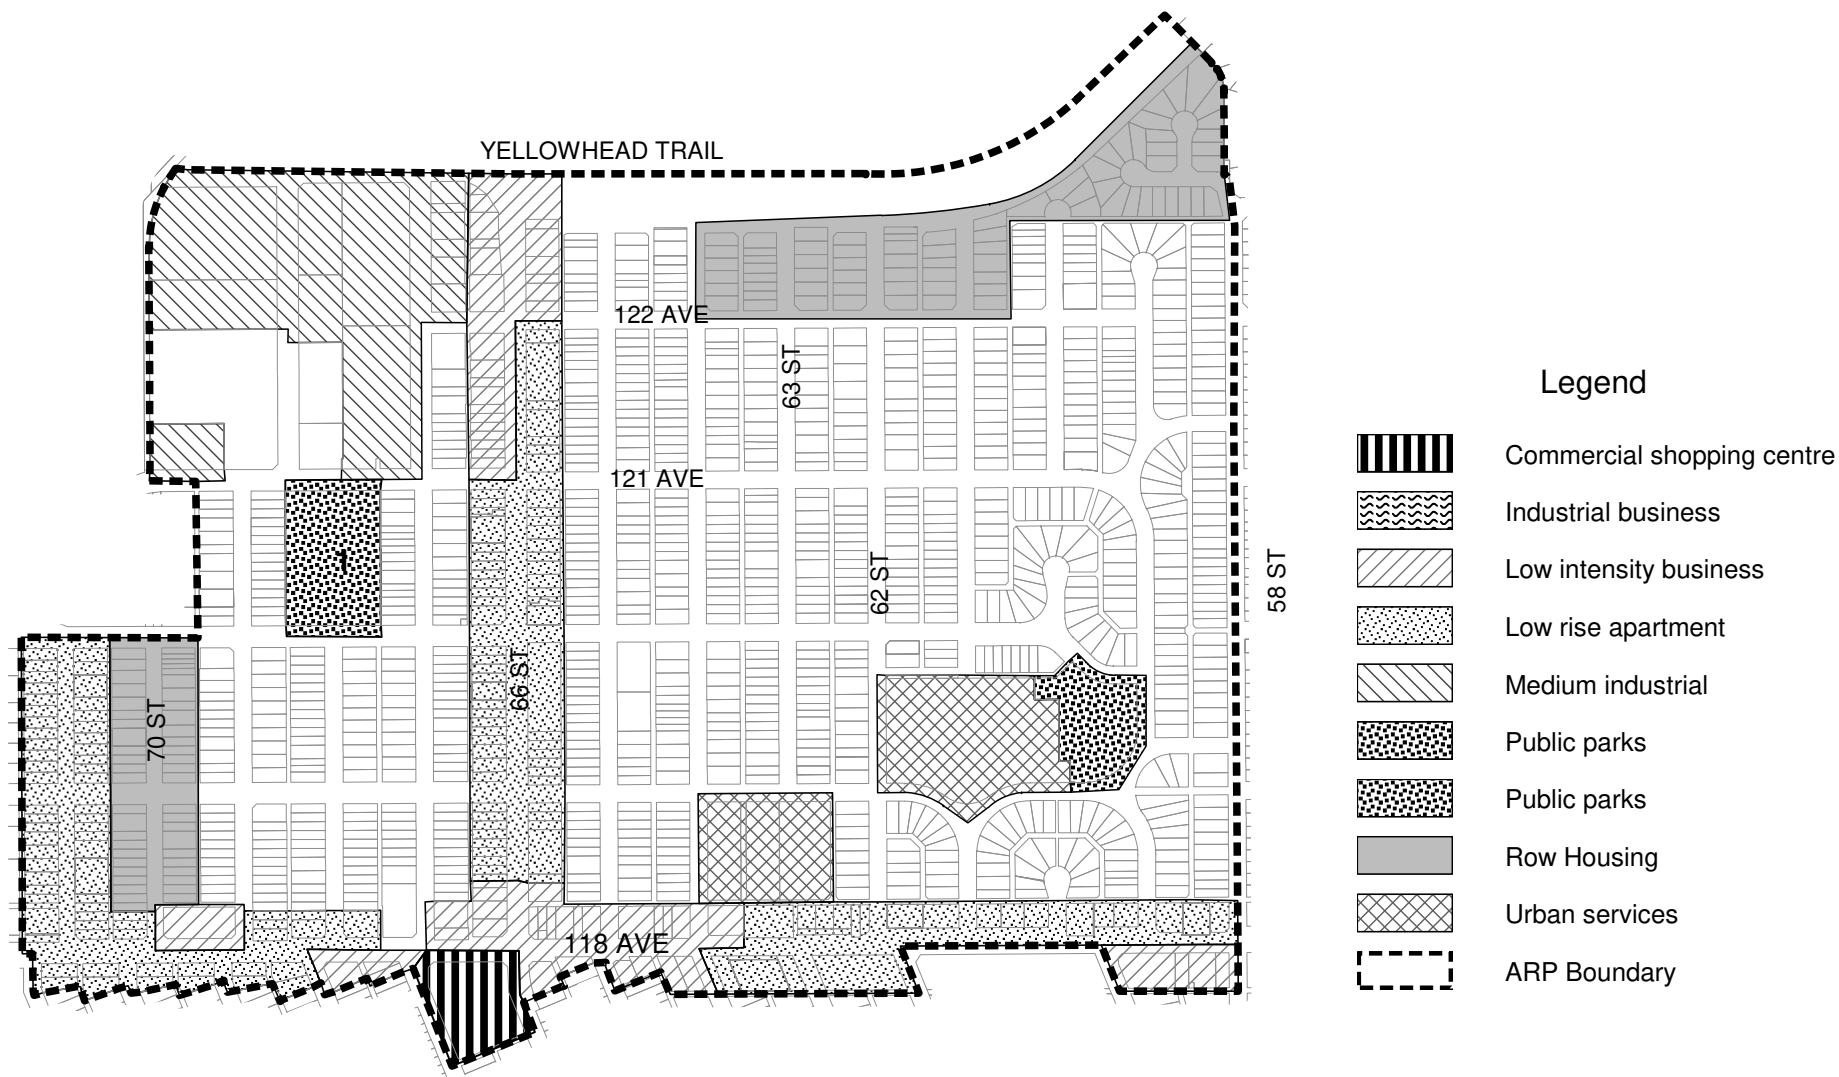 YELLOWHEAD TRAIL
122 AVE
63 ST
121 AVE
1
62 ST
58 ST
66 ST
70 ST
118 AVE
Legend
Commercial shopping centre
Industrial business
Low intensity business
Low rise apartment
Medium industrial
Public parks
Public parks
Row Housing
Urban services
ARP Boundary